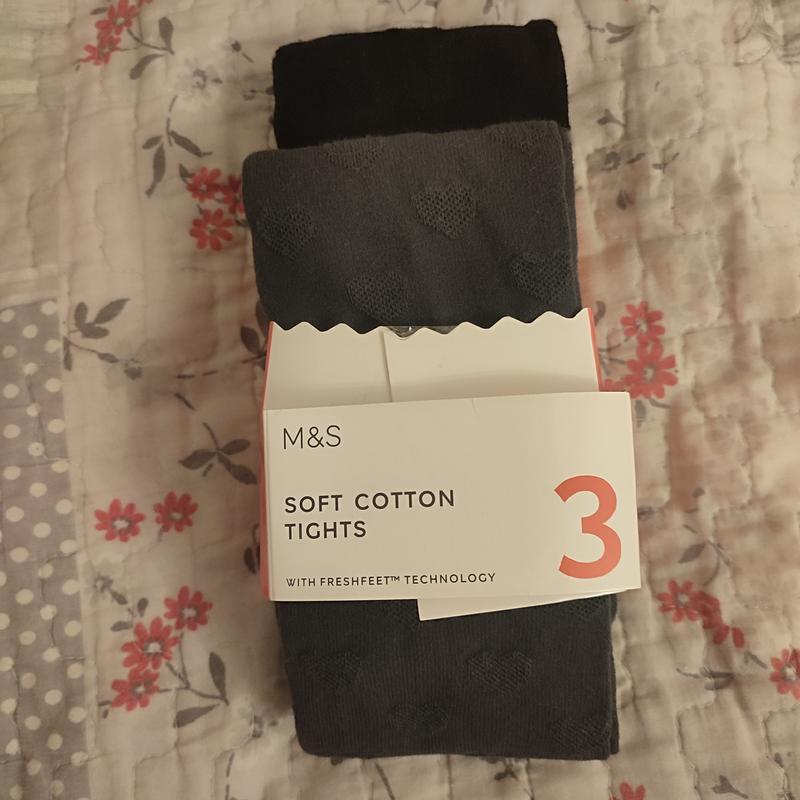 M&S
SOFT COTTON
TIGHTS
3
WITH FRESHFEET™ TECHNOLOGY